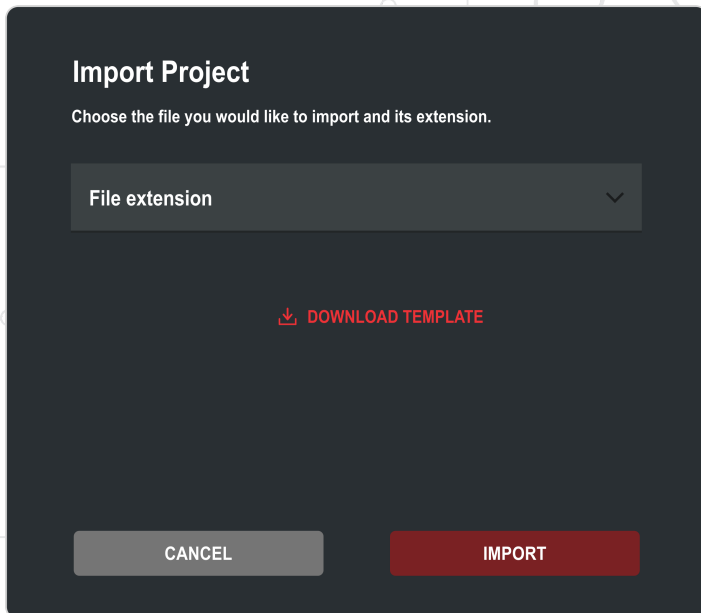 Import Project
Choose the file you would like to import and its extension.
File extension
DOWNLOAD TEMPLATE
CANCEL
IMPORT